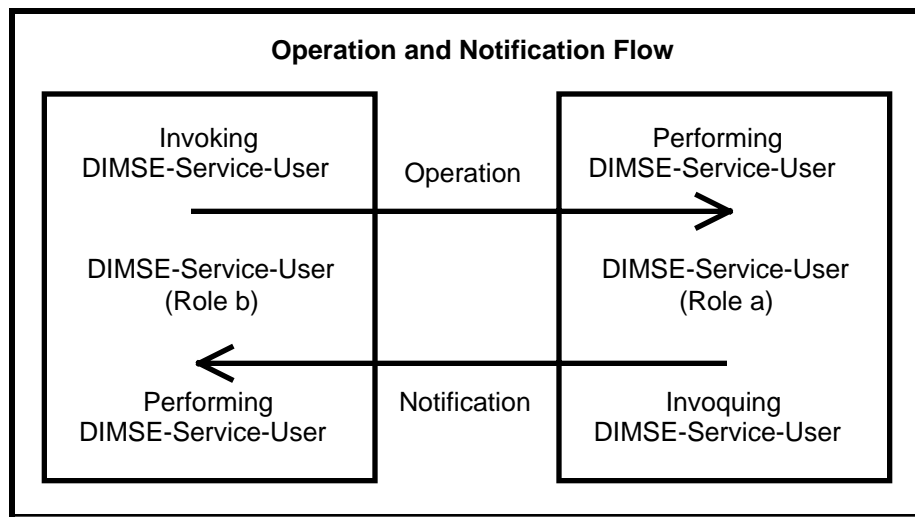 Operation and Notification Flow
Invoking
DIMSE-Service-User
Operation
Performing
DIMSE-Service-User
DIMSE-Service-User
(Role b)
DIMSE-Service-User
(Role a)
Performing
DIMSE-Service-User
Notification
Invoquing
DIMSE-Service-User